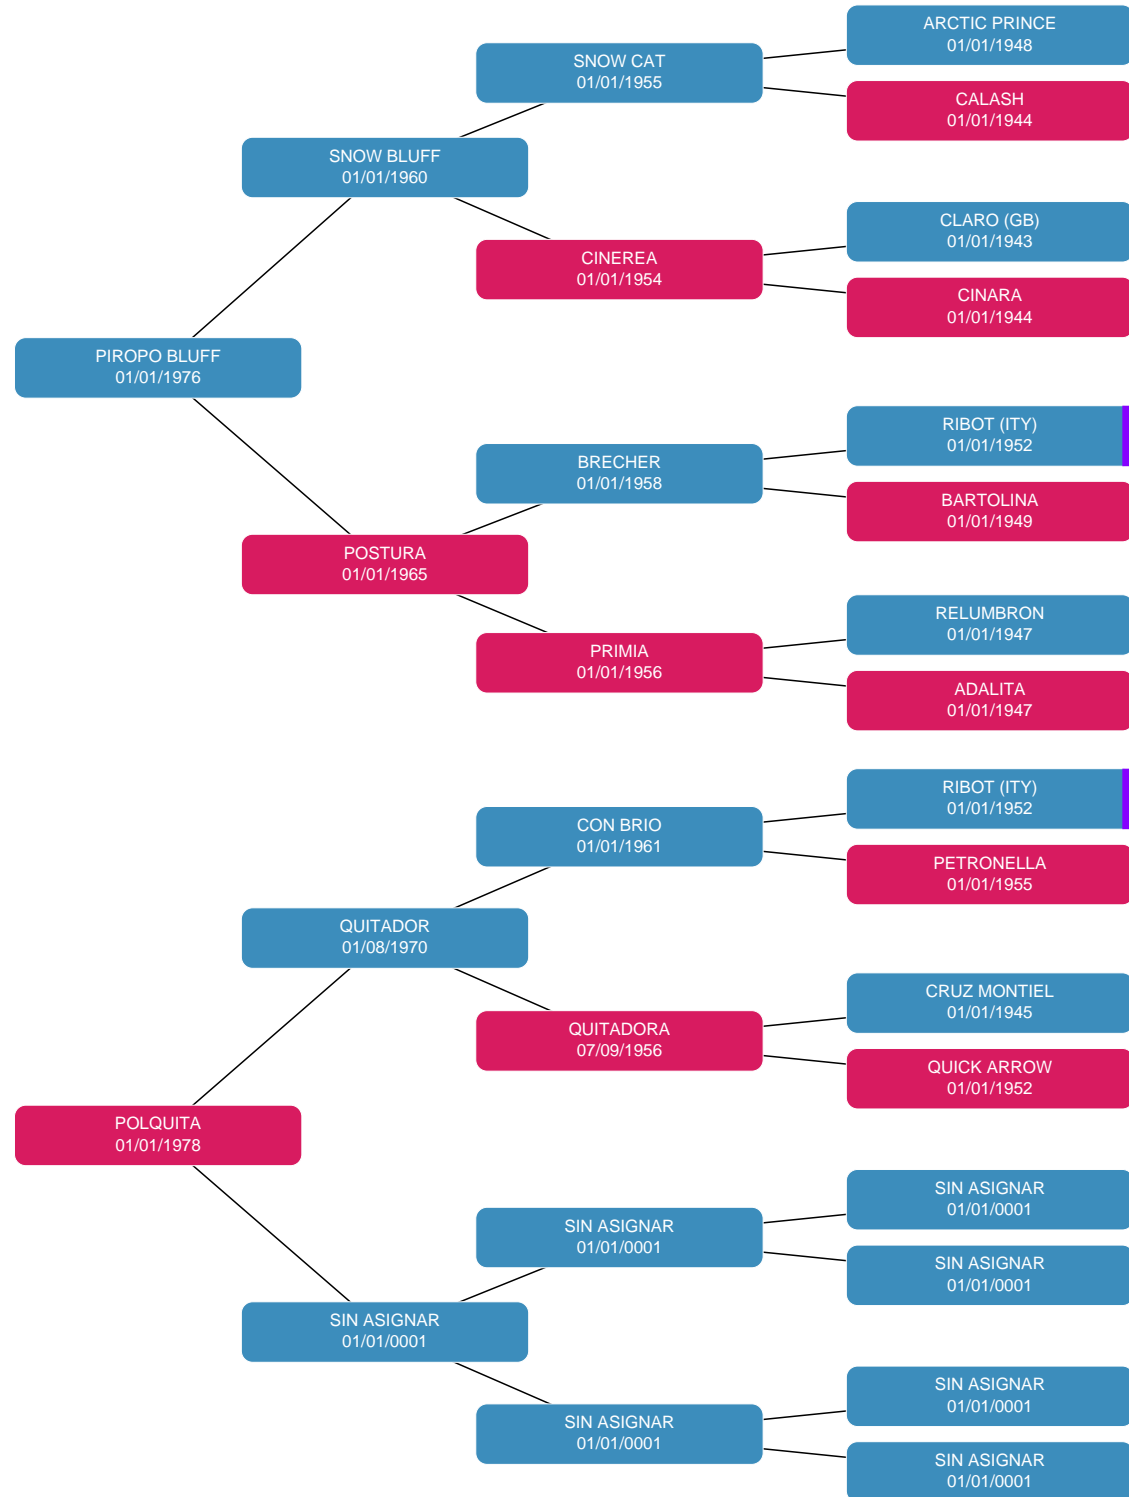 ARCTIC PRINCE
01/01/1948
SNOW CAT
01/01/1955
CALASH
01/01/1944
SNOW BLUFF
01/01/1960
CLARO (GB)
01/01/1943
CINEREA
01/01/1954
CINARA
01/01/1944
PIROPO BLUFF
01/01/1976
RIBOT (ITY)
01/01/1952
BRECHER
01/01/1958
BARTOLINA
01/01/1949
POSTURA
01/01/1965
RELUMBRON
01/01/1947
PRIMIA
01/01/1956
ADALITA
01/01/1947
RIBOT (ITY)
01/01/1952
CON BRIO
01/01/1961
PETRONELLA
01/01/1955
QUITADOR
01/08/1970
CRUZ MONTIEL
01/01/1945
QUITADORA
07/09/1956
QUICK ARROW
01/01/1952
POLQUITA
01/01/1978
SIN ASIGNAR
01/01/0001
SIN ASIGNAR
01/01/0001
SIN ASIGNAR
01/01/0001
SIN ASIGNAR
01/01/0001
SIN ASIGNAR
01/01/0001
SIN ASIGNAR
01/01/0001
SIN ASIGNAR
01/01/0001